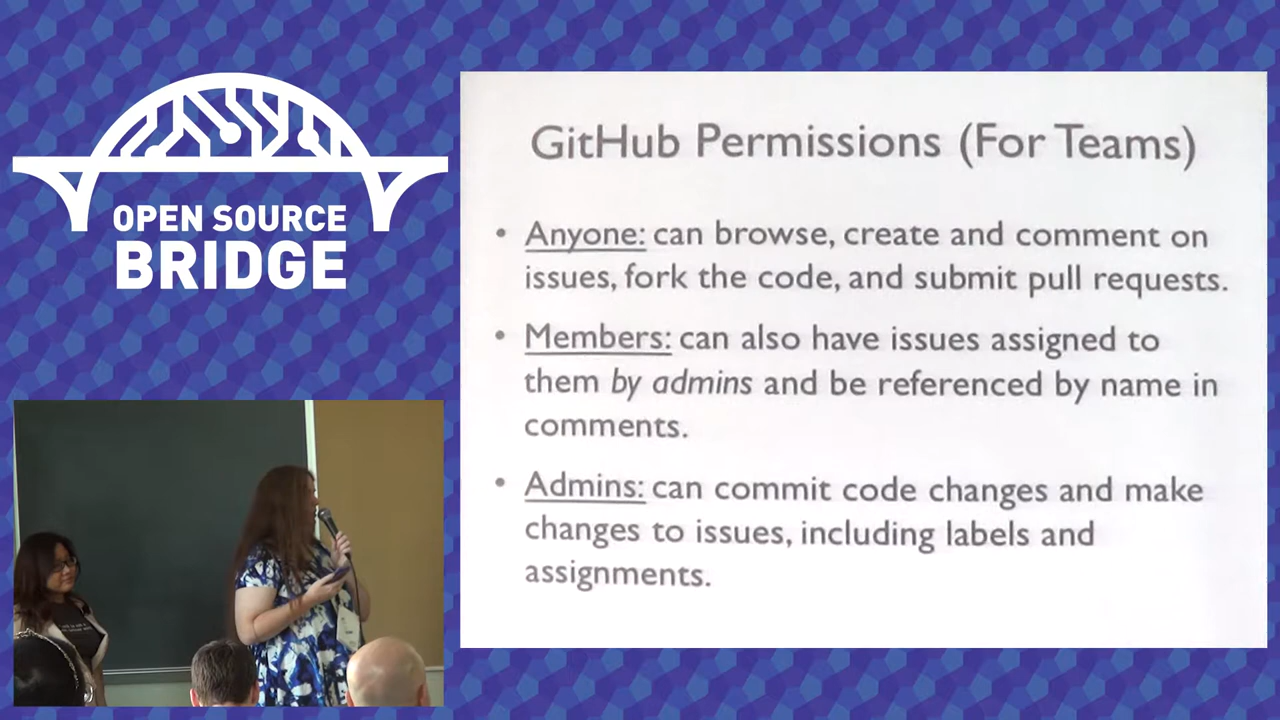 OPEN SOURCE
BRIDGE
GitHub Permissions (For Teams)
• Anyone: can browse, create and comment on
issues, fork the code, and submit pull requests.
• Members: can also have issues assigned to
them by admins and be referenced by name in
comments.
• Admins: can commit code changes and make
changes to issues, including labels and
assignments.